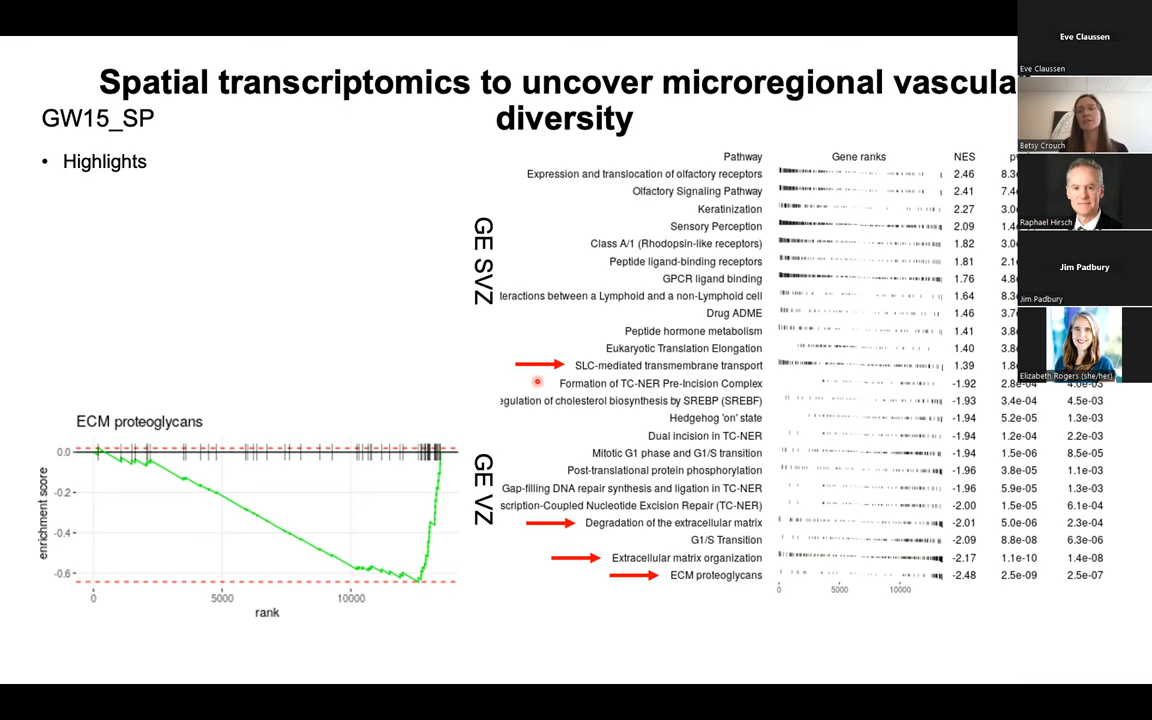 Spatial transcriptomics to uncover microregional vascula
diversity
GW15_SP
• Highlights
Pathway Gene ranks NES
Expression and translocation of olfactory receptors 2.46 8.3
Olfactory Signaling Pathway 2.41 7.4
Keratinization 2.27 3.0
Sensory Perception 2.09 1.4
Class A/1 (Rhodopsin-like receptors) 1.82 3.0
Peptide ligand-binding receptors 1.81 2.1
GPCR ligand binding 1.76 4.8
teractions between a Lymphoid and a non-Lymphoid cell 1.64 8.3
Drug ADME 1.46 3.7
Peptide hormone metabolism 1.41 3.8
Eukaryotic Translation Elongation 1.40 3.8
SLC-mediated transmembrane transport 1.39 1.8
Formation of TC-NER Pre-Incision Complex -1.92 2.8e-04 4.0e-03
egulation of cholesterol biosynthesis by SREBP (SREBF) -1.93 3.4e-04 4.5e-03
Hedgehog 'on' state -1.94 5.2e-05 1.3e-03
Dual incision in TC-NER -1.94 1.2e-04 2.2e-03
Mitotic G1 phase and G1/S transition -1.94 1.5e-06 8.5e-05
Post-translational protein phosphorylation -1.96 3.8e-05 1.1e-03
Gap-filling DNA repair synthesis and ligation in TC-NER -1.96 5.9e-05 1.3e-03
scription-Coupled Nucleotide Excision Repair (TC-NER) -2.00 1.5e-05 6.1e-04
Degradation of the extracellular matrix -2.01 5.0e-06 2.3e-04
G1/S Transition -2.09 8.8e-08 6.3e-06
Extracellular matrix organization -2.17 1.1e-10 1.4e-08
ECM proteoglycans -2.48 2.5e-09 2.5e-07
0 5000 10000
GE SVZ
GE VZ
ECM proteoglycans
enrichment score
0.0
-0.2
-0.4
-0.6
0 5000 10000
rank
Eve Claussen
Eve Claussen
Betsy Crouch
Raphael Hirsch
Jim Padbury
Jim Padbury
Elizabeth Rogers (she/her)